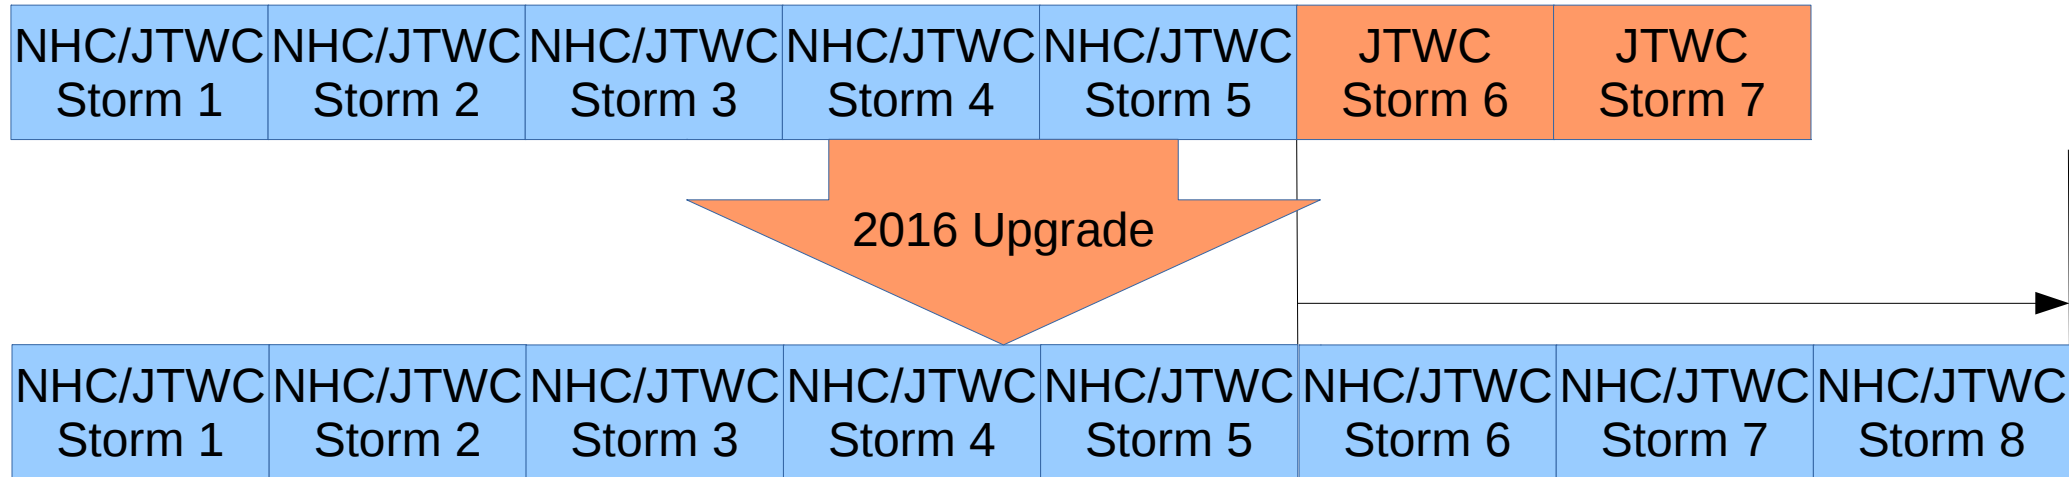 NHC/JTWC NHC/JTWC NHC/JTWC NHC/JTWC NHC/JTWC JTWC JTWC
Storm 1 Storm 2 Storm 3 Storm 4 Storm 5 Storm 6 Storm 7
2016 Upgrade
NHC/JTWC NHC/JTWC NHC/JTWC NHC/JTWC NHC/JTWC NHC/JTWC NHC/JTWC NHC/JTWC
Storm 1 Storm 2 Storm 3 Storm 4 Storm 5 Storm 6 Storm 7 Storm 8